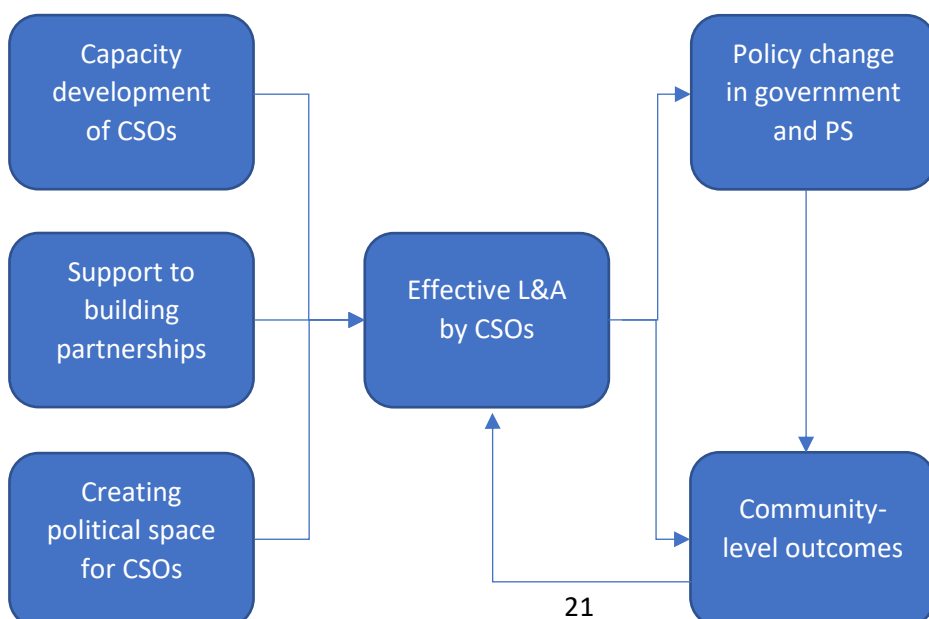 Capacity
development
of CSOs
Policy change
in government
and PS
Support to
building
partnerships
Effective L&A
by CSOs
Creating
political space
for CSOs
Community-
level outcomes
21